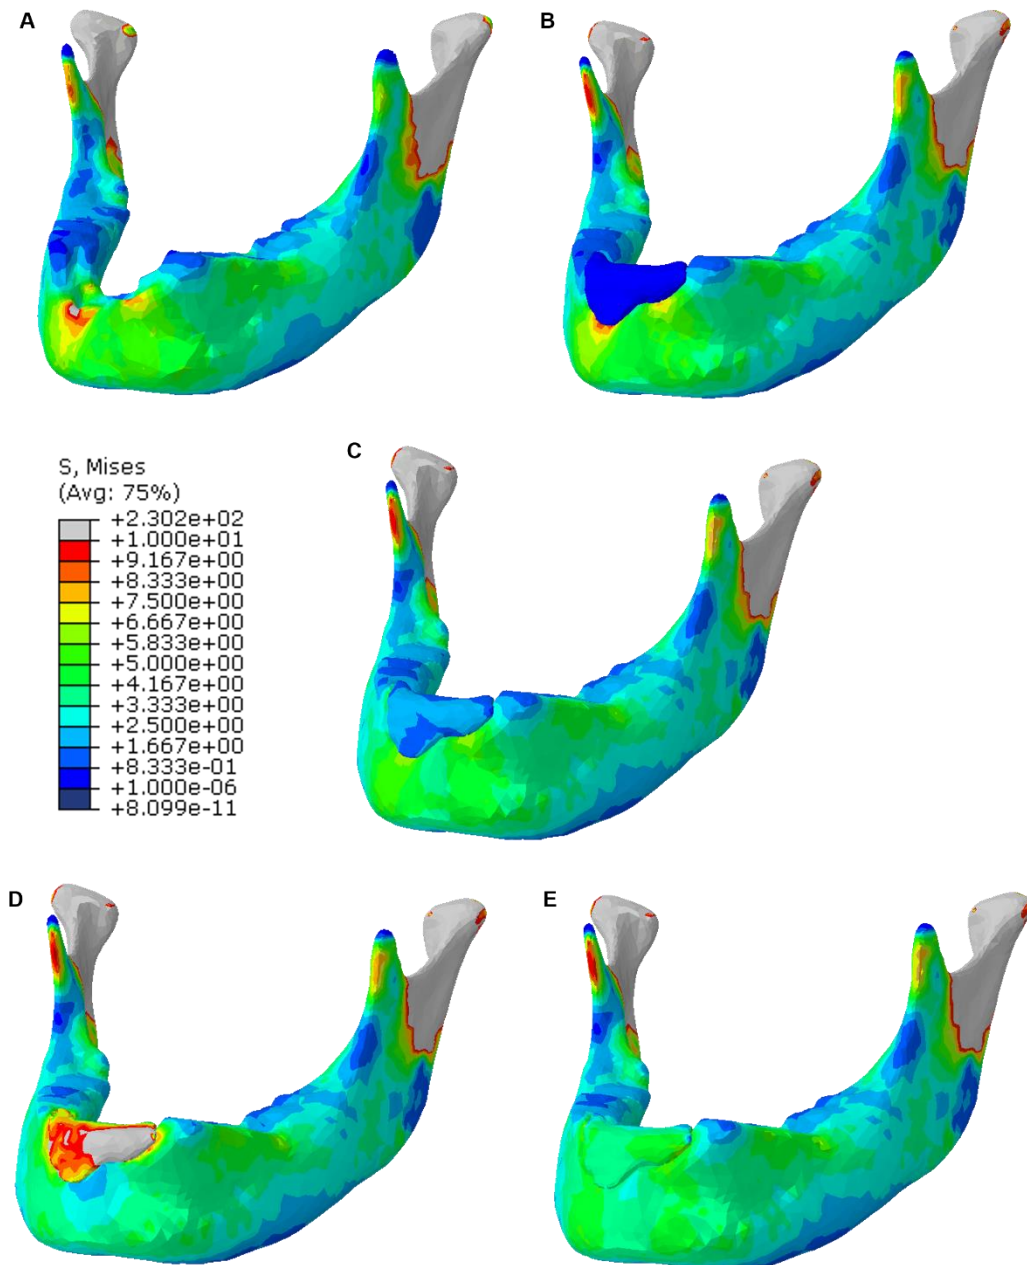 A
B
C
S, Mises
(Avg: 75%)
+2.302e+02
+1.000e+01
+9.167e+00
+8.333e+00
+7.500e+00
+6.667e+00
+5.833e+00
+5.000e+00
+4.167e+00
+3.333e+00
+2.500e+00
+1.667e+00
+8.333e-01
+1.000e-06
+8.099e-11
D
E